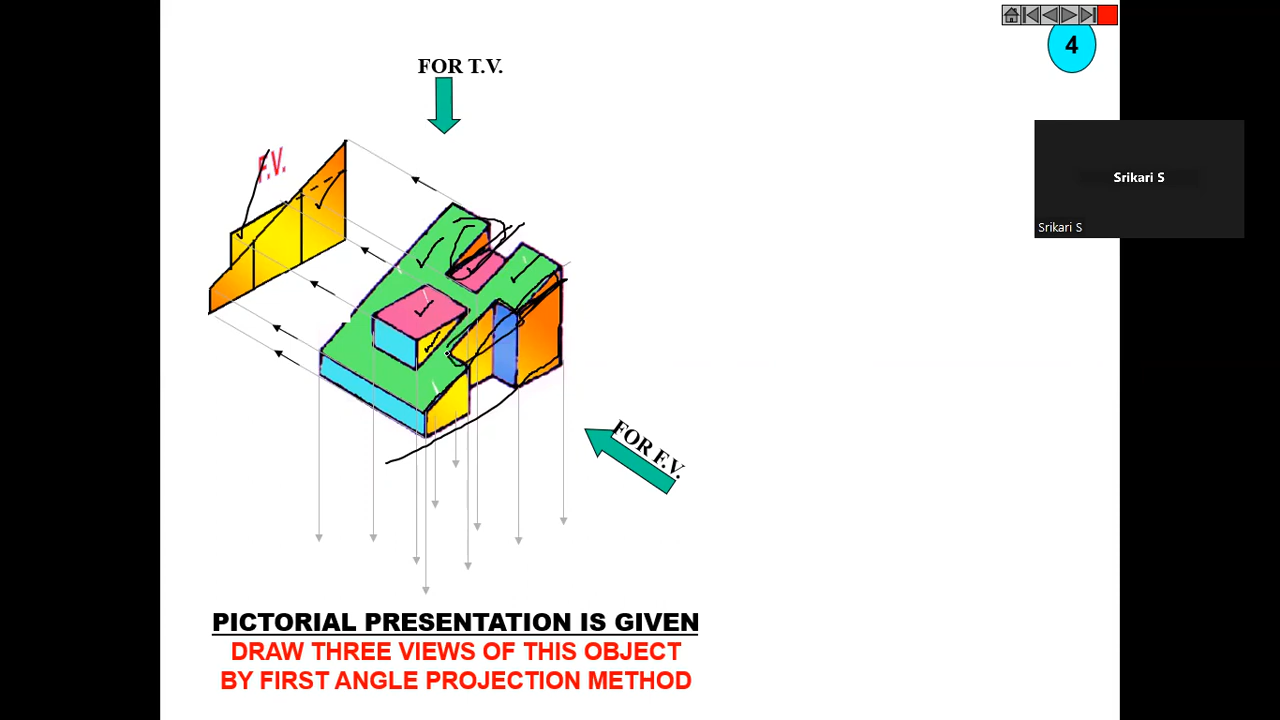 4
FOR T.V.
F.V.
Srikari S
Srikari S
FOR F.V.
PICTORIAL PRESENTATION IS GIVEN
DRAW THREE VIEWS OF THIS OBJECT
BY FIRST ANGLE PROJECTION METHOD